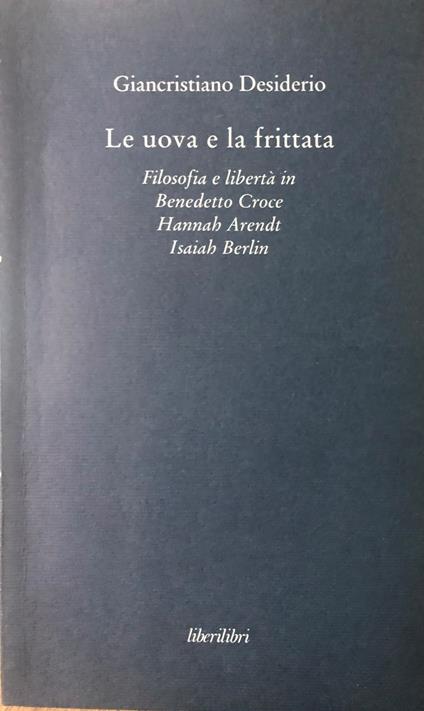 Giancristiano Desiderio
Le uova e la frittata
Filosofia e libertà in
Benedetto Croce
Hannah Arendt
Isaiah Berlin
liberilibri